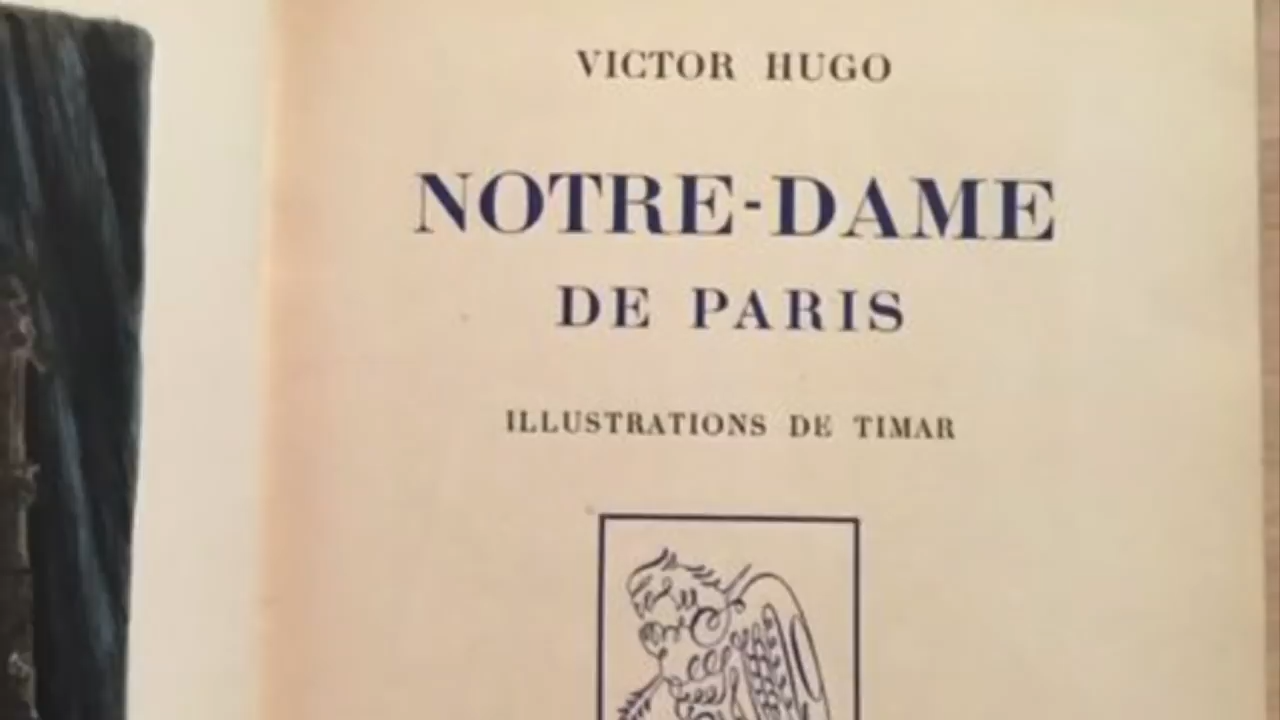 VICTOR HUGO
NOTRE-DAME
DE PARIS
ILLUSTRATIONS DE TIMAR